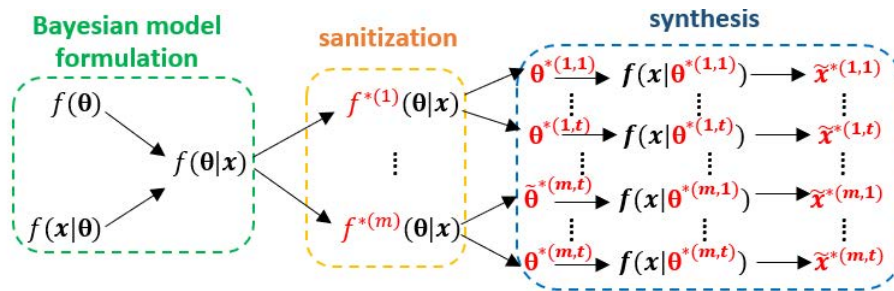 Bayesian model
formulation
sanitization
synthesis
f(θ)
f(x|θ)
f(θ|x)
f*(1)(θ|x)
⋮
f*(m)(θ|x)
θ*(1,1) f(x|θ*(1,1)) x̃*(1,1)
⋮ ⋮ ⋮
θ*(1,t) f(x|θ*(1,t)) x̃*(1,t)
⋮ ⋮ ⋮
θ̃*(m,t) f(x|θ*(m,1)) x̃*(m,1)
⋮ ⋮ ⋮
θ*(m,t) f(x|θ*(m,t)) x̃*(m,t)